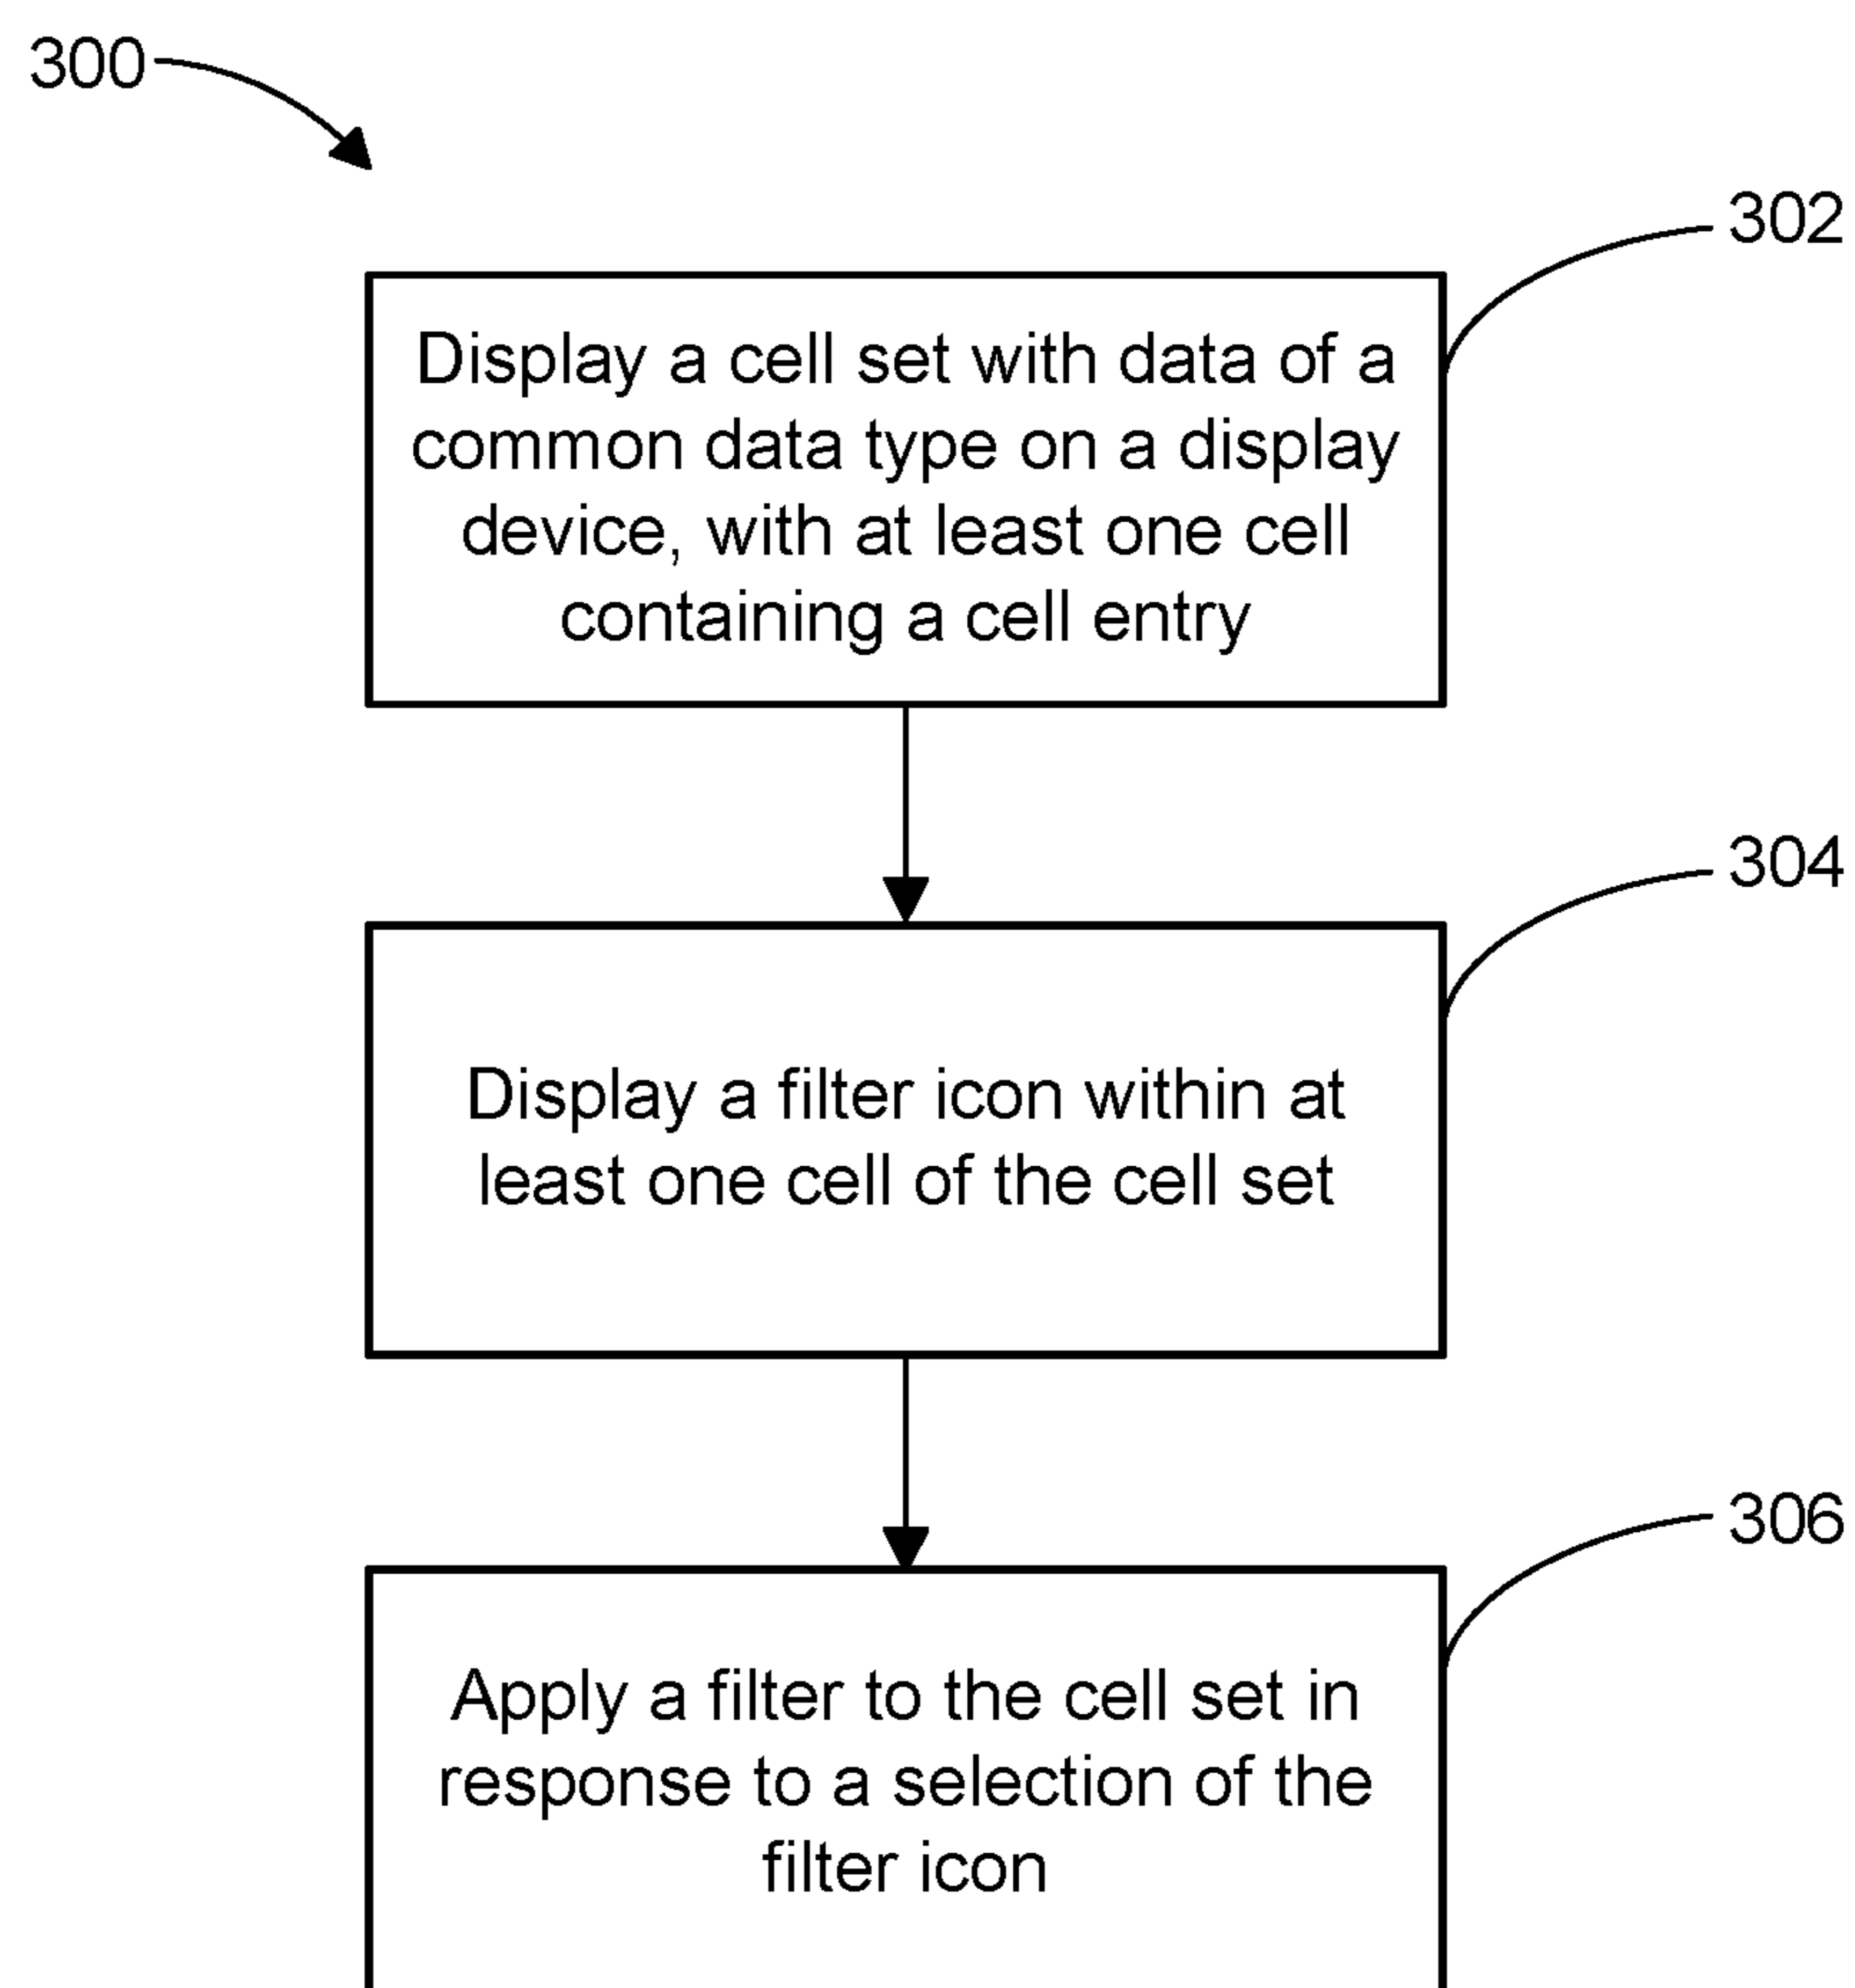 300
302
Display a cell set with data of a
common data type on a display
device, with at least one cell
containing a cell entry
304
Display a filter icon within at
least one cell of the cell set
306
Apply a filter to the cell set in
response to a selection of the
filter icon